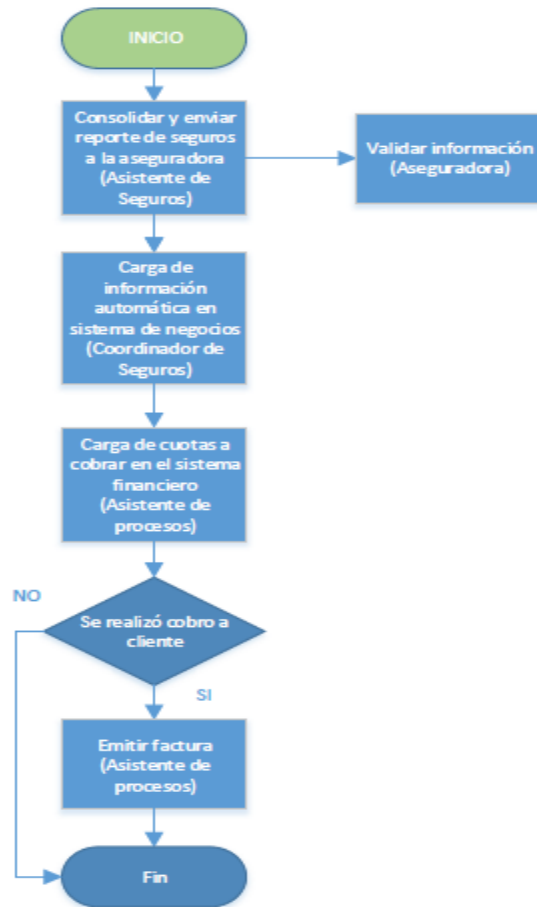 INICIO
Consolidar y enviar
reporte de seguros
a la aseguradora
(Asistente de
Seguros)
Validar información
(Aseguradora)
Carga de
información
automática en
sistema de negocios
(Coordinador de
Seguros)
Carga de cuotas a
cobrar en el sistema
financiero
(Asistente de
procesos)
NO
Se realizó cobro a
cliente
SI
Emitir factura
(Asistente de
procesos)
Fin